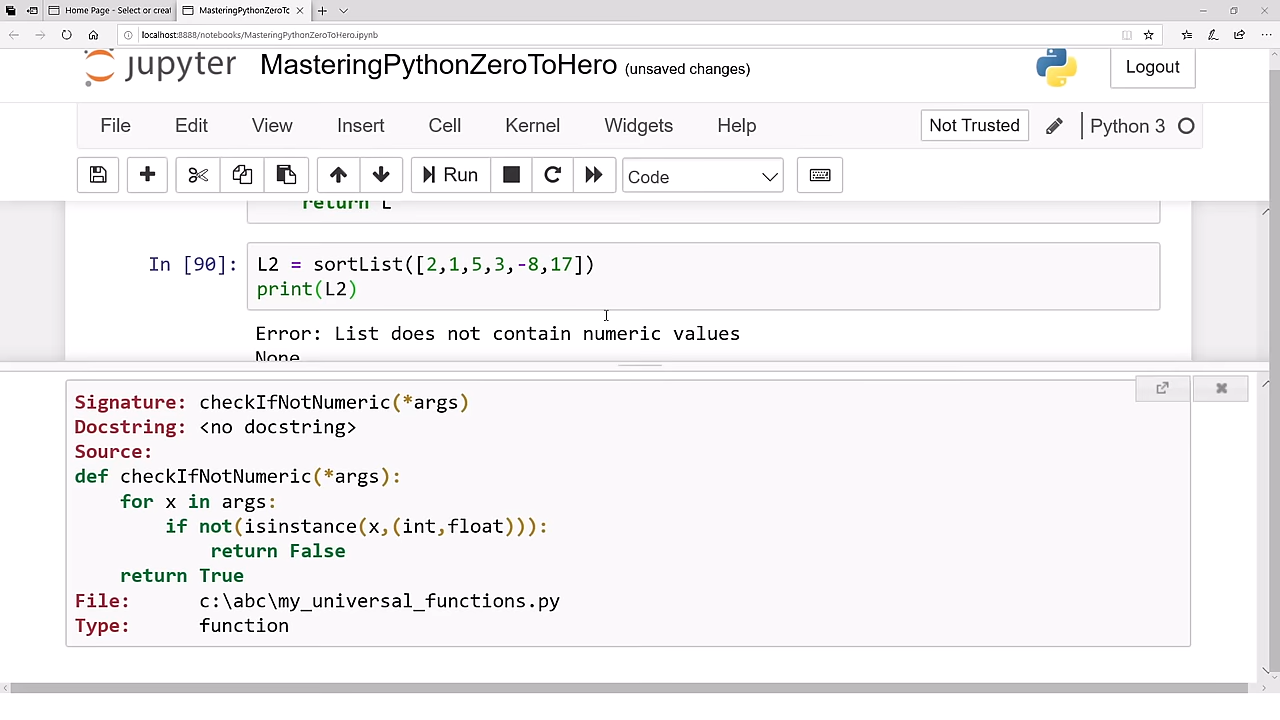 Home Page - Select or creat
MasteringPythonZeroTo
localhost:8888/notebooks/MasteringPythonZeroToHero.ipynb
jupyter MasteringPythonZeroToHero (unsaved changes)
Logout
File Edit View Insert Cell Kernel Widgets Help
Not Trusted
Python 3
Run
Code
return L
In [90]: L2 = sortList([2,1,5,3,-8,17])
print(L2)
Error: List does not contain numeric values
None
Signature: checkIfNotNumeric(*args)
Docstring: <no docstring>
Source:
def checkIfNotNumeric(*args):
    for x in args:
        if not(isinstance(x,(int,float))):
            return False
    return True
File: c:\abc\my_universal_functions.py
Type: function